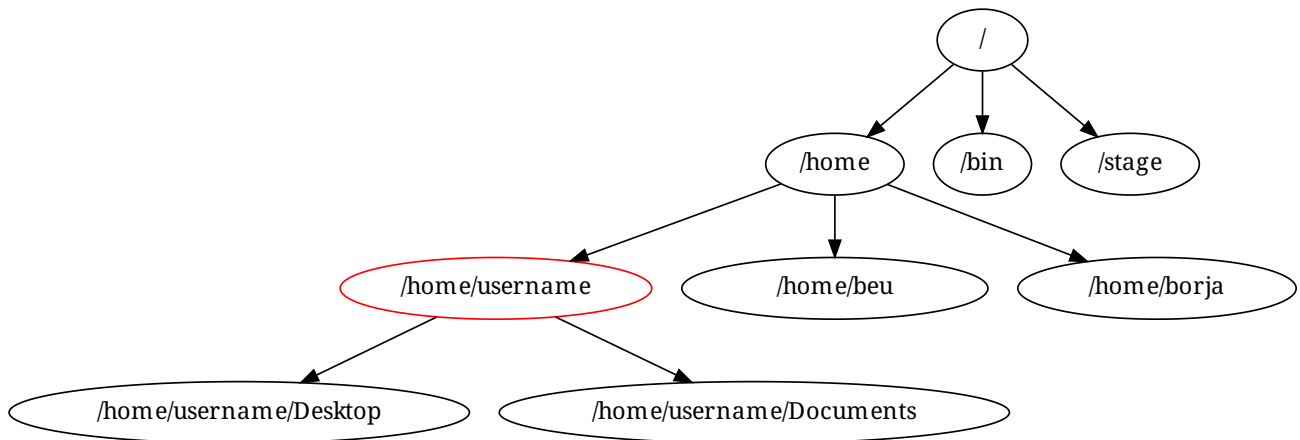 /
/home
/bin
/stage
/home/username
/home/beu
/home/borja
/home/username/Desktop
/home/username/Documents